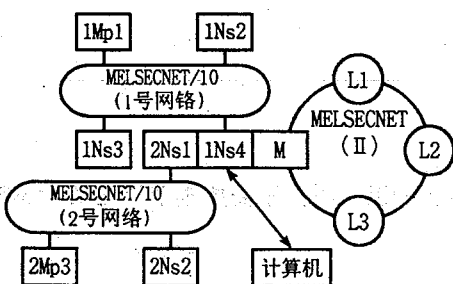 1Mp1
1Ns2
MELSECNET/10
(1号网络)
L1
MELSECNET
(Ⅱ)
L2
L3
1Ns3
2Ns1
1Ns4
M
MELSECNET/10
(2号网络)
2Mp3
2Ns2
计算机